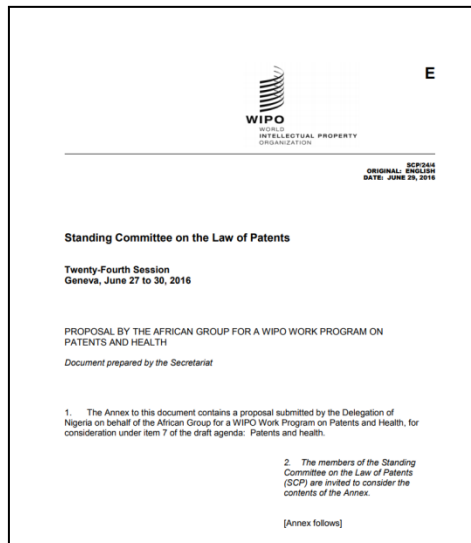 E
WIPO
WORLD
INTELLECTUAL PROPERTY
ORGANIZATION
SCP/24/4
ORIGINAL: ENGLISH
DATE: JUNE 29, 2016
Standing Committee on the Law of Patents
Twenty-Fourth Session
Geneva, June 27 to 30, 2016
PROPOSAL BY THE AFRICAN GROUP FOR A WIPO WORK PROGRAM ON
PATENTS AND HEALTH
Document prepared by the Secretariat
1. The Annex to this document contains a proposal submitted by the Delegation of
Nigeria on behalf of the African Group for a WIPO Work Program on Patents and Health, for
consideration under item 7 of the draft agenda: Patents and health.
2. The members of the Standing
Committee on the Law of Patents
(SCP) are invited to consider the
contents of the Annex.
[Annex follows]